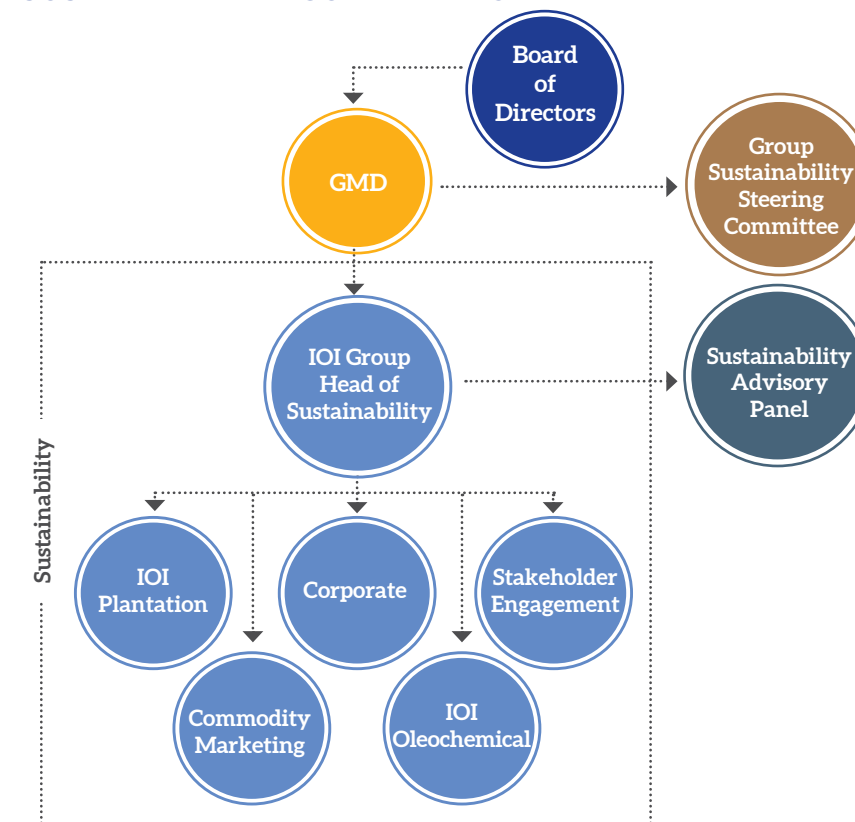 Board
of
Directors
GMD
Group
Sustainability
Steering
Committee
IOI Group
Head of
Sustainability
Sustainability
Advisory
Panel
Sustainability
IOI
Plantation
Corporate
Stakeholder
Engagement
Commodity
Marketing
IOI
Oleochemical